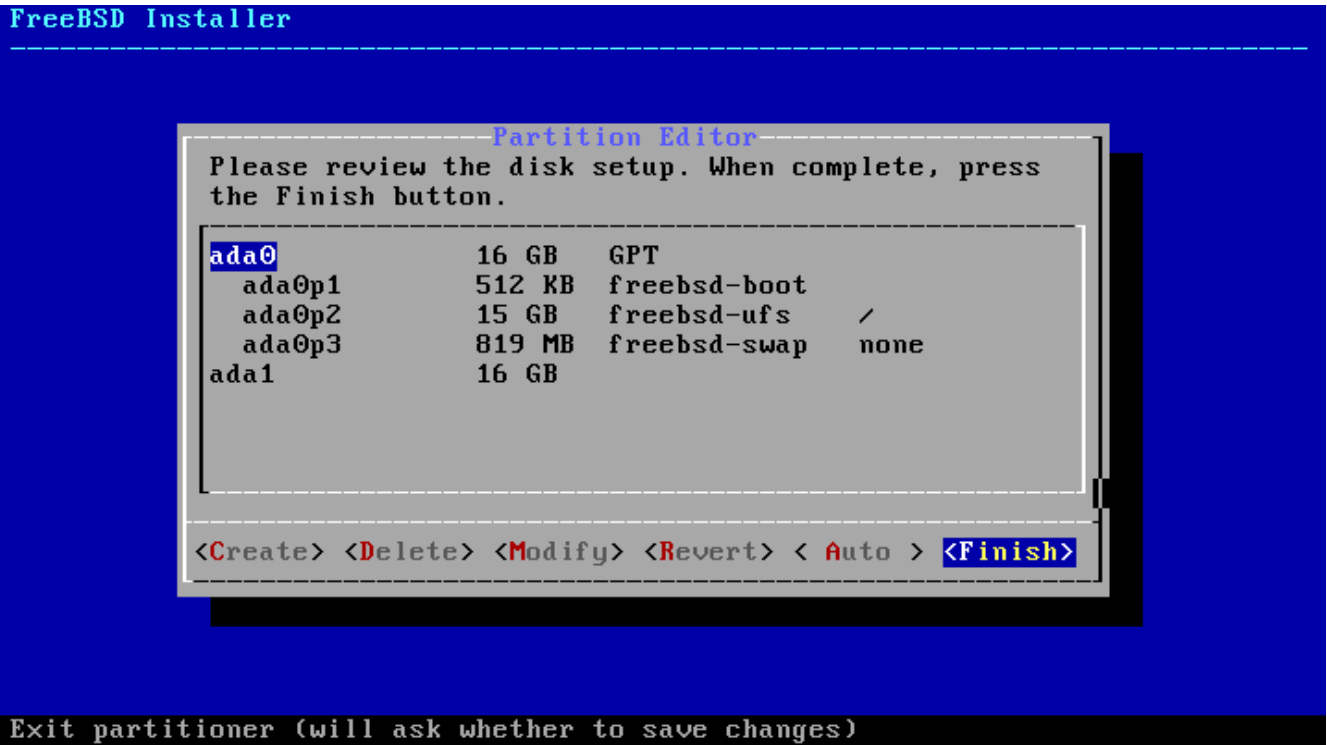 FreeBSD Installer
Partition Editor
Please review the disk setup. When complete, press
the Finish button.
ada0 16 GB GPT
ada0p1 512 KB freebsd-boot
ada0p2 15 GB freebsd-ufs /
ada0p3 819 MB freebsd-swap none
ada1 16 GB
<Create> <Delete> <Modify> <Revert> < Auto > <Finish>
Exit partitioner (will ask whether to save changes)